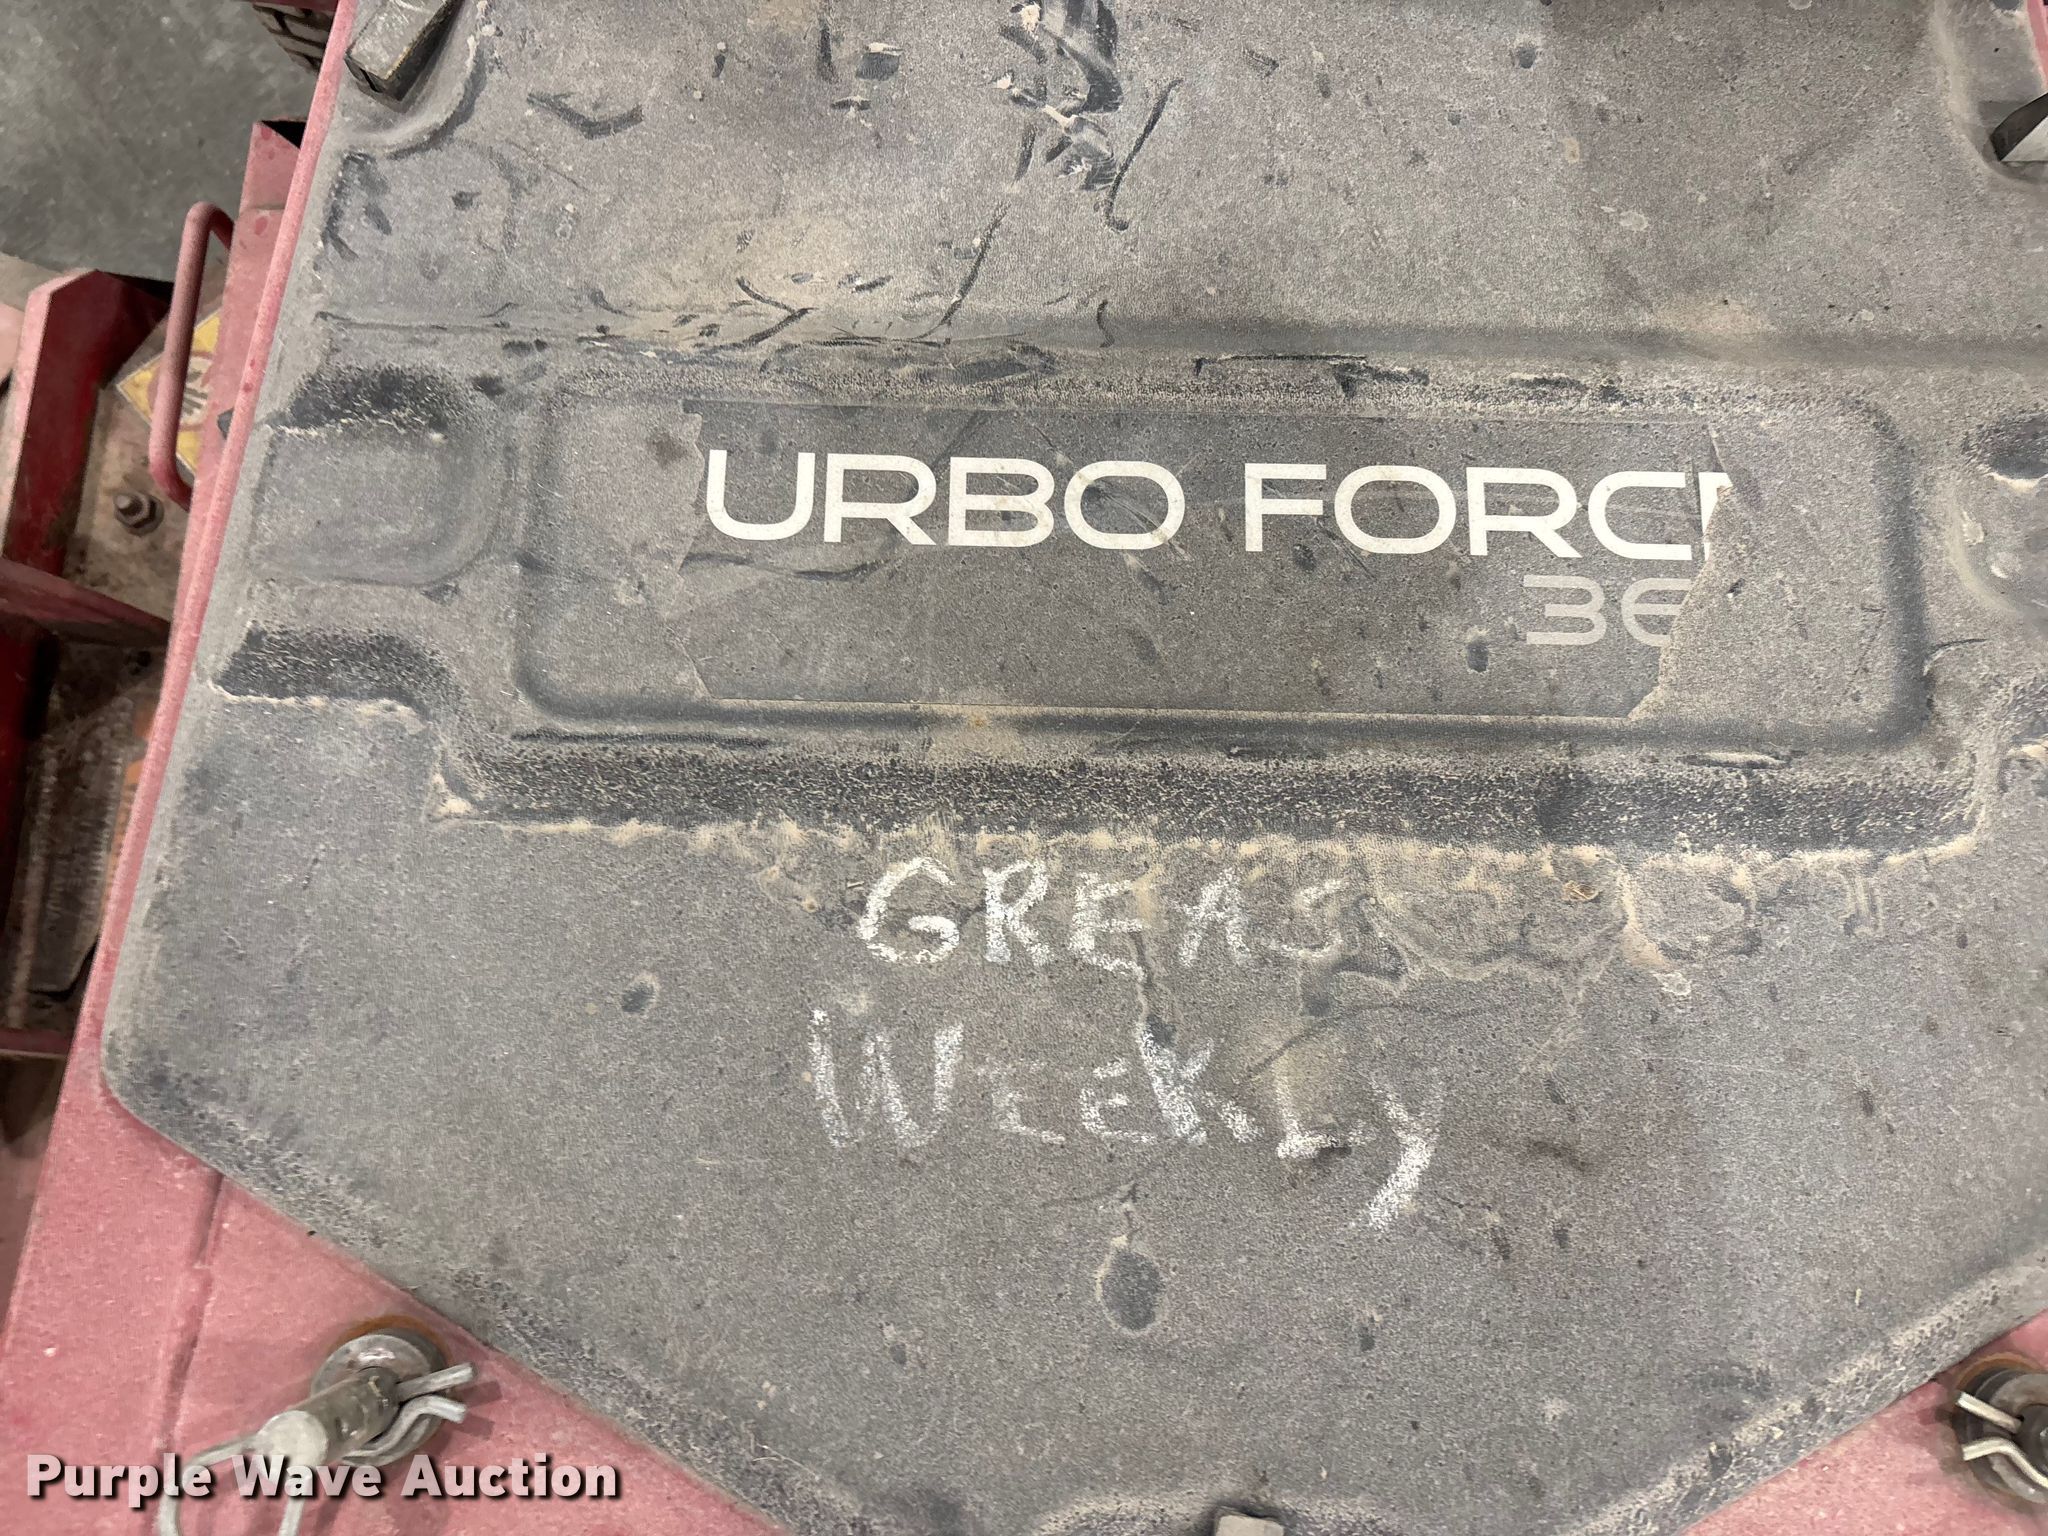 URBO FORC
36
GREAS
WEEKLY
Purple Wave Auction